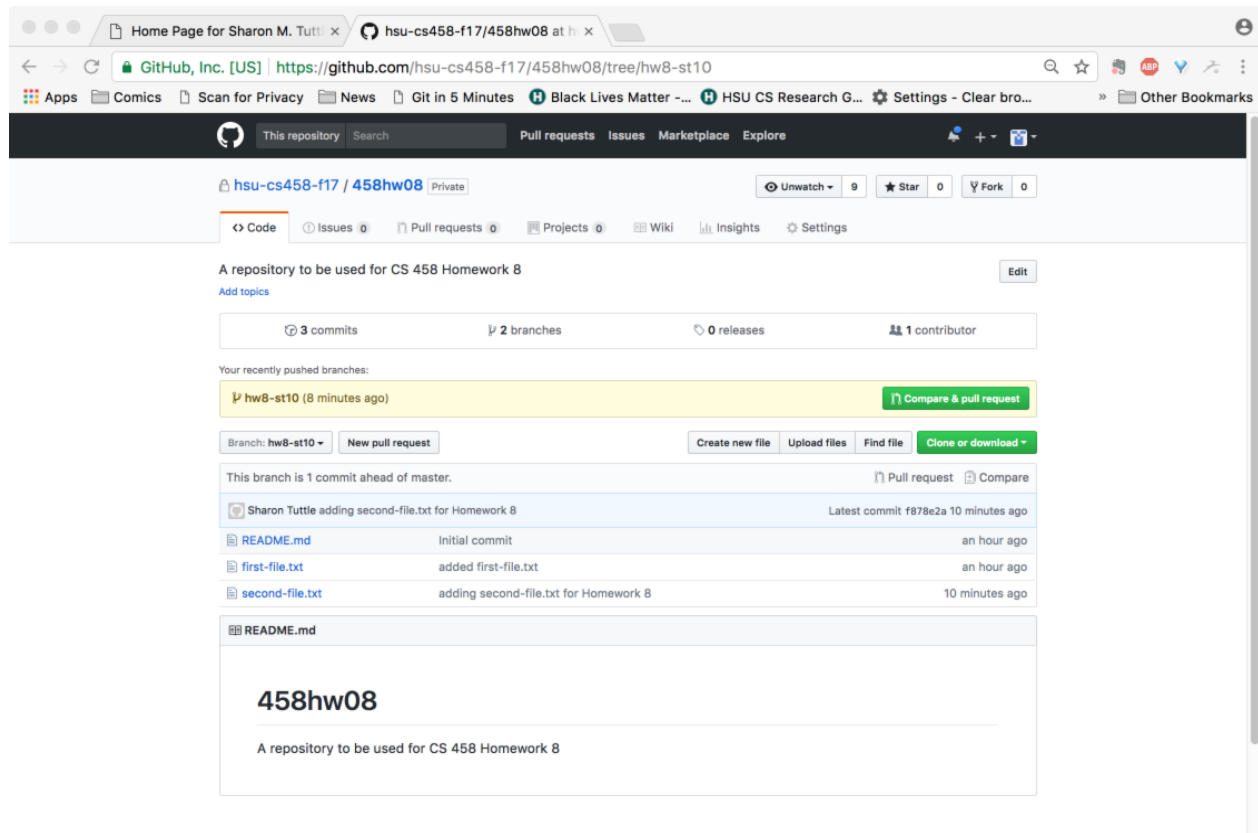 Home Page for Sharon M. Tutt × hsu-cs458-f17/458hw08 at h ×
GitHub, Inc. [US] https://github.com/hsu-cs458-f17/458hw08/tree/hw8-st10 ABP
Apps Comics Scan for Privacy News Git in 5 Minutes Black Lives Matter -... HSU CS Research G... Settings - Clear bro... » Other Bookmarks
This repository Search Pull requests Issues Marketplace Explore
hsu-cs458-f17 / 458hw08 Private Unwatch 9 Star 0 Fork 0
Code Issues 0 Pull requests 0 Projects 0 Wiki Insights Settings
A repository to be used for CS 458 Homework 8 Edit
Add topics
3 commits 2 branches 0 releases 1 contributor
Your recently pushed branches:
hw8-st10 (8 minutes ago) Compare & pull request
Branch: hw8-st10 New pull request Create new file Upload files Find file Clone or download
This branch is 1 commit ahead of master. Pull request Compare
Sharon Tuttle adding second-file.txt for Homework 8 Latest commit f878e2a 10 minutes ago
README.md Initial commit an hour ago
first-file.txt added first-file.txt an hour ago
second-file.txt adding second-file.txt for Homework 8 10 minutes ago
README.md
458hw08
A repository to be used for CS 458 Homework 8